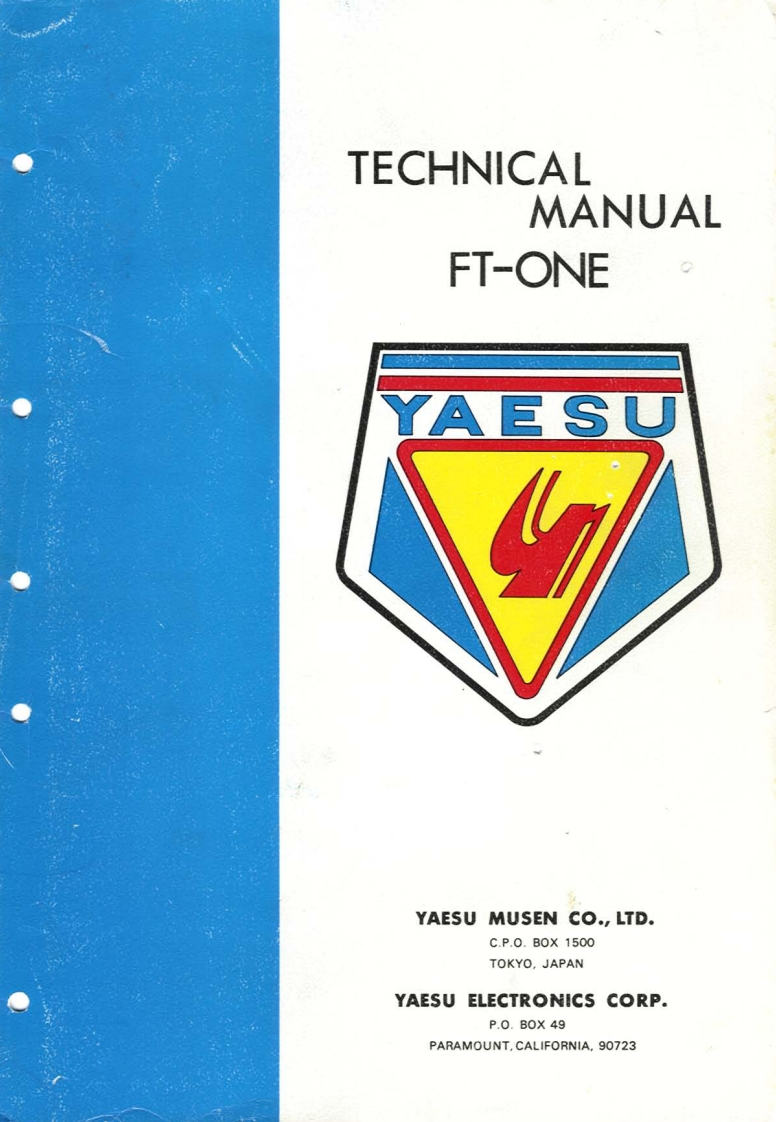 TECHNICAL
MANUAL
FT-ONE
YAESU
YAESU MUSEN CO., LTD.
C.P.O. BOX 1500
TOKYO, JAPAN
YAESU ELECTRONICS CORP.
P.O. BOX 49
PARAMOUNT, CALIFORNIA, 90723